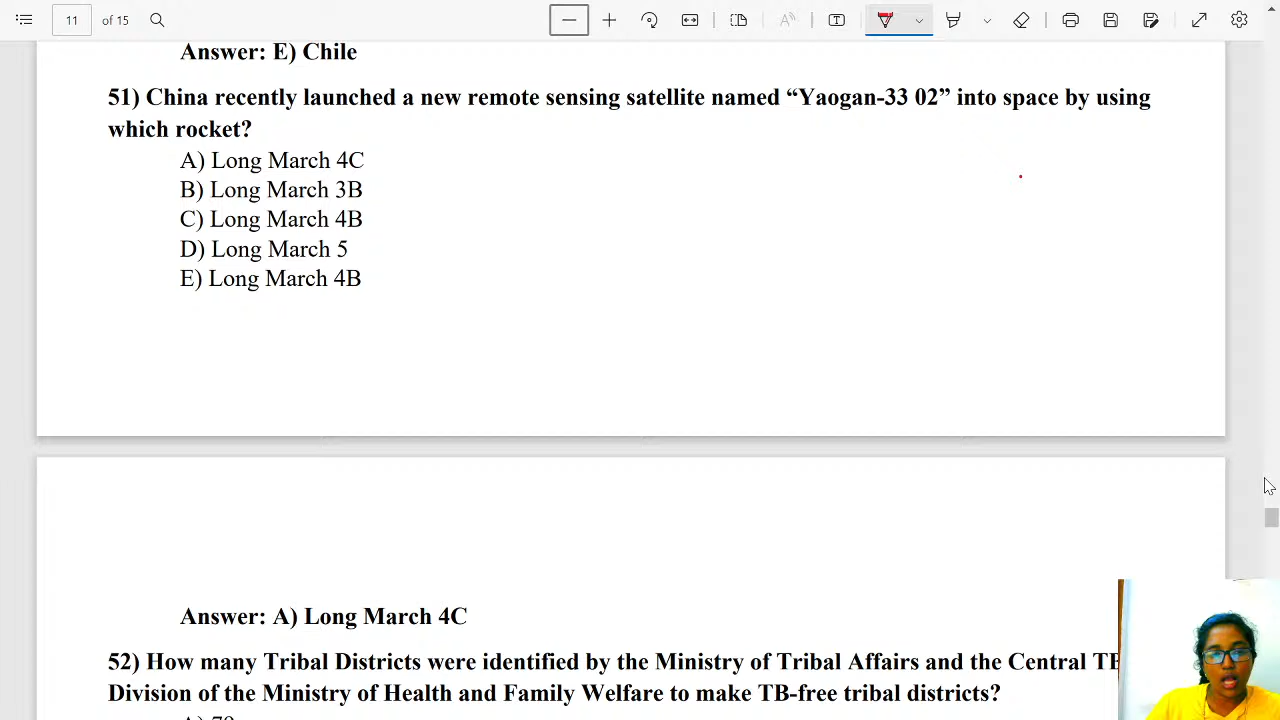 11 of 15
Answer: E) Chile
51) China recently launched a new remote sensing satellite named “Yaogan-33 02” into space by using
which rocket?
A) Long March 4C
B) Long March 3B
C) Long March 4B
D) Long March 5
E) Long March 4B
Answer: A) Long March 4C
52) How many Tribal Districts were identified by the Ministry of Tribal Affairs and the Central
Division of the Ministry of Health and Family Welfare to make TB-free tribal districts?